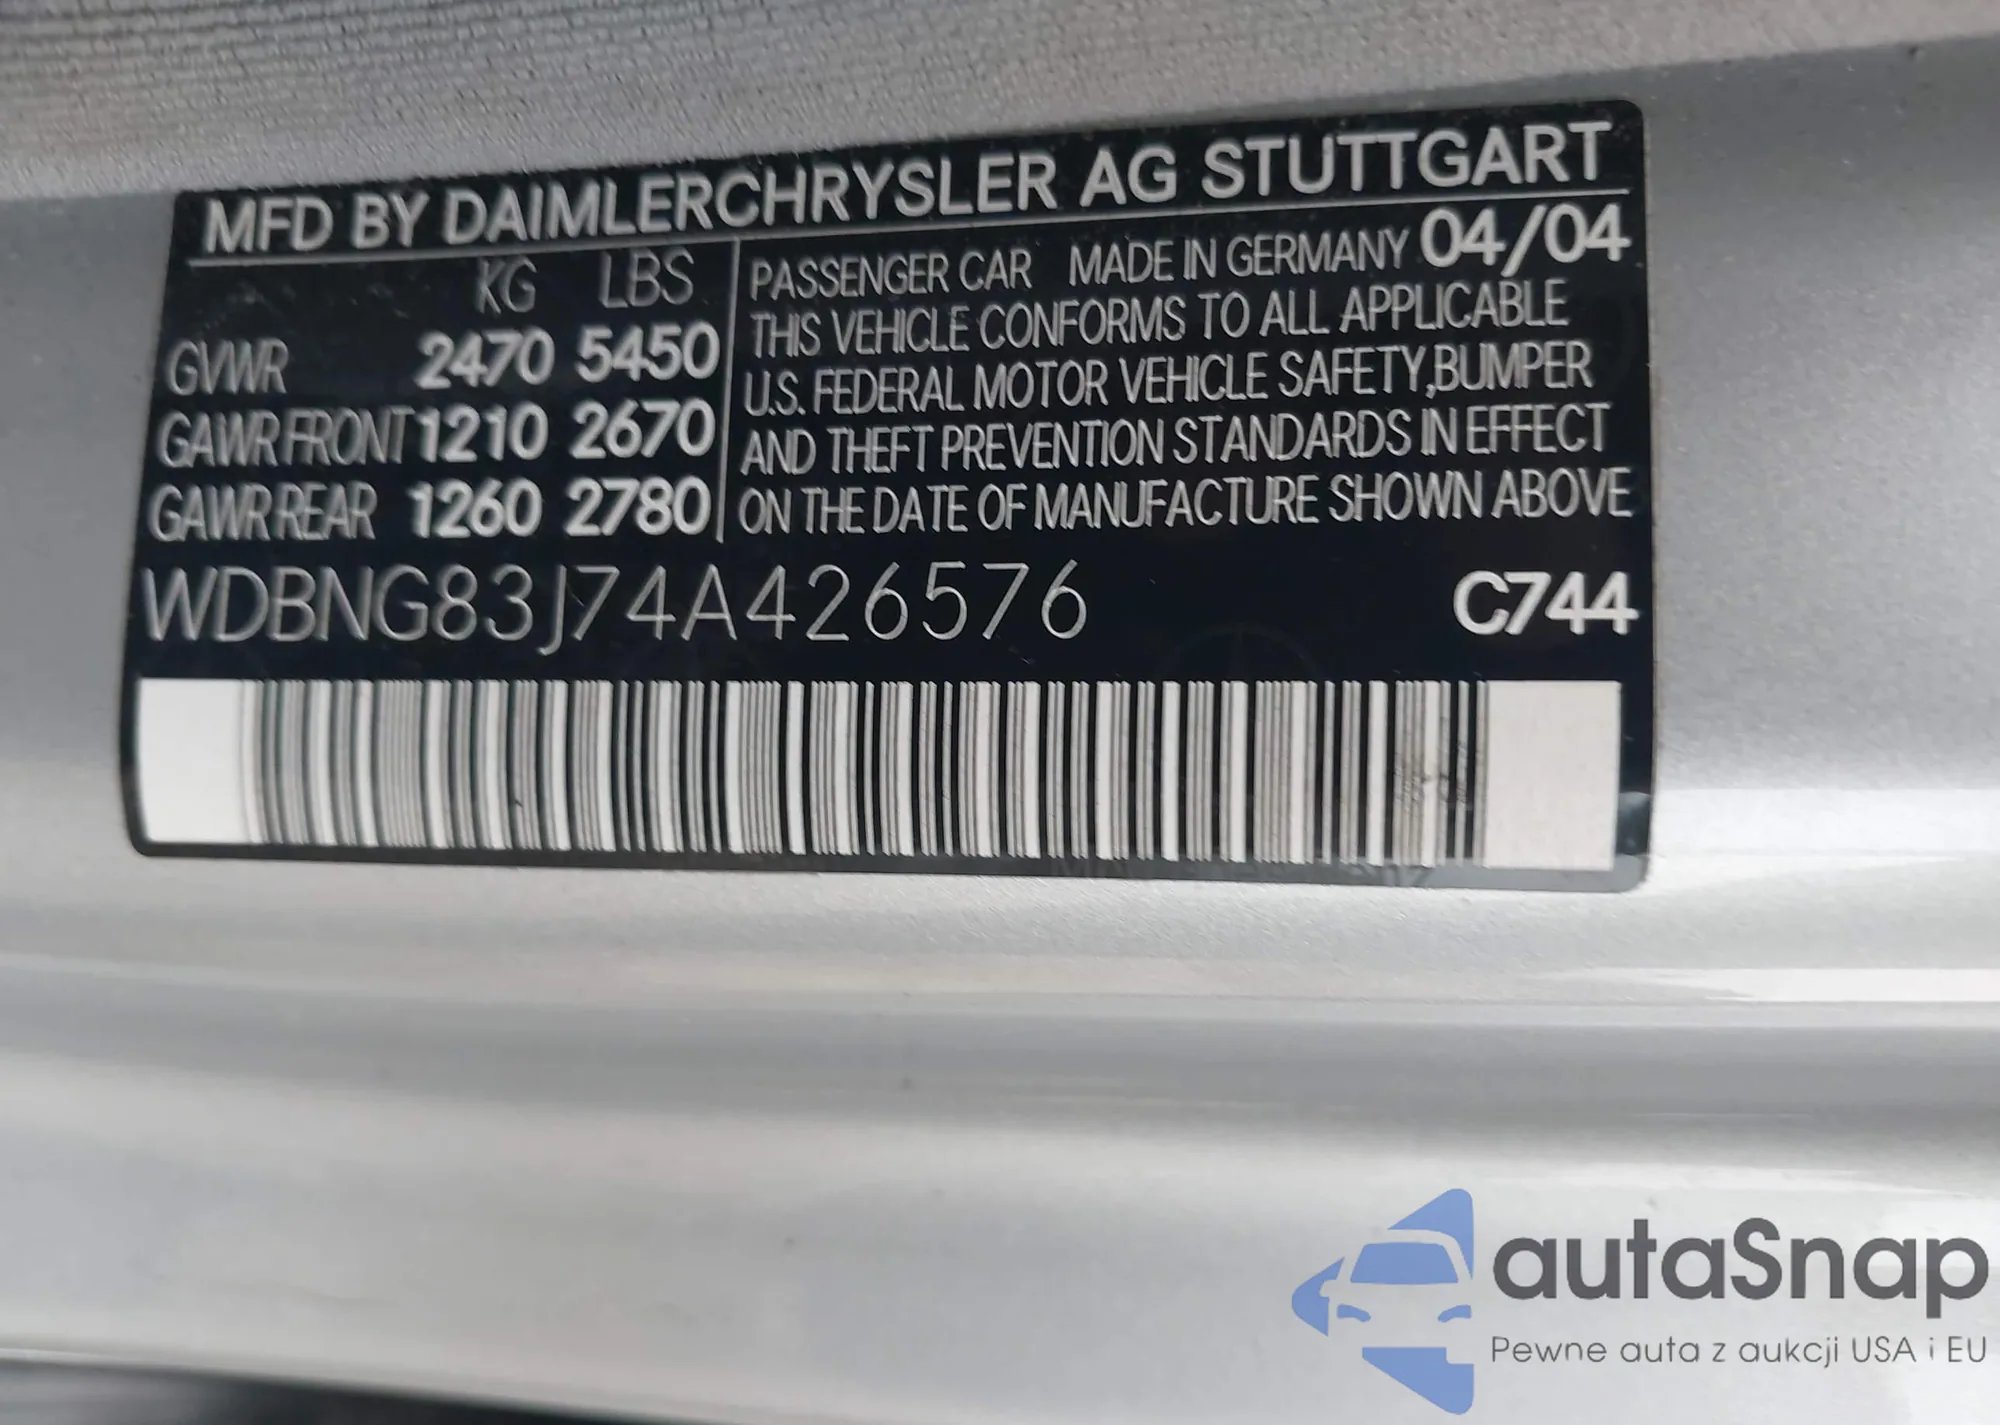 MFD BY DAIMLERCHRYSLER AG STUTTGART
KG LBS
GVWR 2470 5450
GAWR FRONT 1210 2670
GAWR REAR 1260 2780
PASSENGER CAR MADE IN GERMANY 04/04
THIS VEHICLE CONFORMS TO ALL APPLICABLE
U.S. FEDERAL MOTOR VEHICLE SAFETY,BUMPER
AND THEFT PREVENTION STANDARDS IN EFFECT
ON THE DATE OF MANUFACTURE SHOWN ABOVE
WDBNG83J74A426576 C744
autaSnap
Pewne auta z aukcji USA i EU